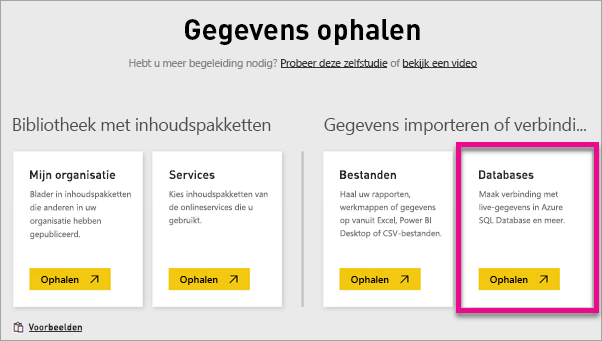 Gegevens ophalen
Hebt u meer begeleiding nodig? Probeer deze zelfstudie of bekijk een video
Bibliotheek met inhoudspakketten
Mijn organisatie
Blader in inhoudspakketten
die anderen in uw
organisatie hebben
gepubliceerd.
Ophalen
Services
Kies inhoudspakketten van
de onlineservices die u
gebruikt.
Ophalen
Gegevens importeren of verbindi...
Bestanden
Haal uw rapporten,
werkmappen of gegevens
op vanuit Excel, Power BI
Desktop of CSV-bestanden.
Ophalen
Databases
Maak verbinding met
live-gegevens in Azure
SQL Database en meer.
Ophalen
Voorbeelden